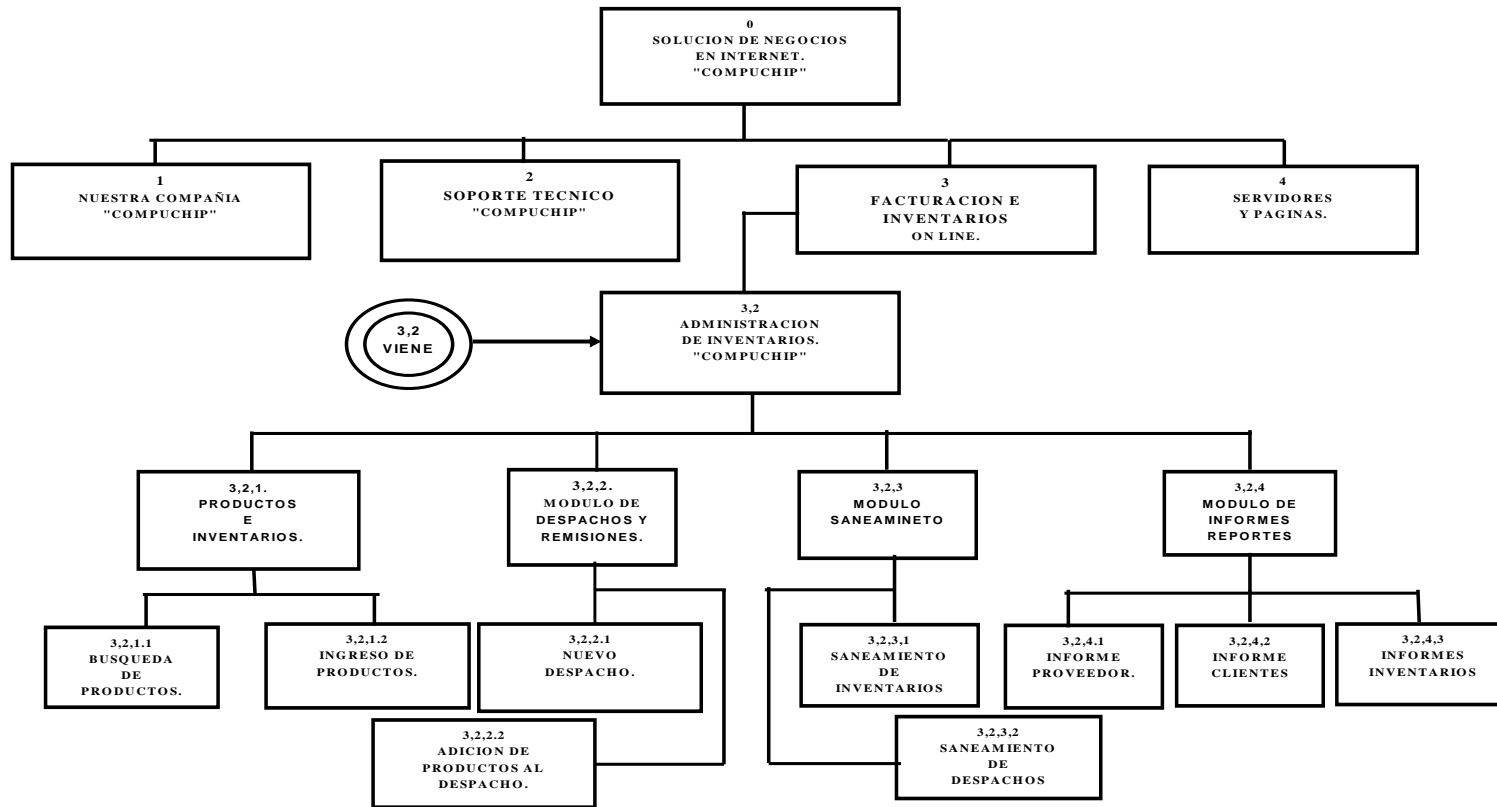 0
SOLUCION DE NEGOCIOS
EN INTERNET.
"COMPUCHIP"
1
NUESTRA COMPAÑIA
"COMPUCHIP"
2
SOPORTE TECNICO
"COMPUCHIP"
3
FACTURACION E
INVENTARIOS
ON LINE.
4
SERVIDORES
Y PAGINAS.
3,2
VIENE
3,2
ADMINISTRACION
DE INVENTARIOS.
"COMPUCHIP"
3,2,1.
PRODUCTOS
E
INVENTARIOS.
3,2,2.
MODULO DE
DESPACHOS Y
REMISIONES.
3,2,3
MODULO
SANEAMINETO
3,2,4
MODULO DE
INFORMES
REPORTES
3,2,1.1
BUSQUEDA
DE
PRODUCTOS.
3,2,1.2
INGRESO DE
PRODUCTOS.
3,2,2.1
NUEVO
DESPACHO.
3,2,3,1
SANEAMIENTO
DE
INVENTARIOS
3,2,4.1
INFORME
PROVEEDOR.
3,2,4,2
INFORME
CLIENTES
3,2,4,3
INFORMES
INVENTARIOS
3,2,2.2
ADICION DE
PRODUCTOS AL
DESPACHO.
3,2,3,2
SANEAMIENTO
DE
DESPACHOS